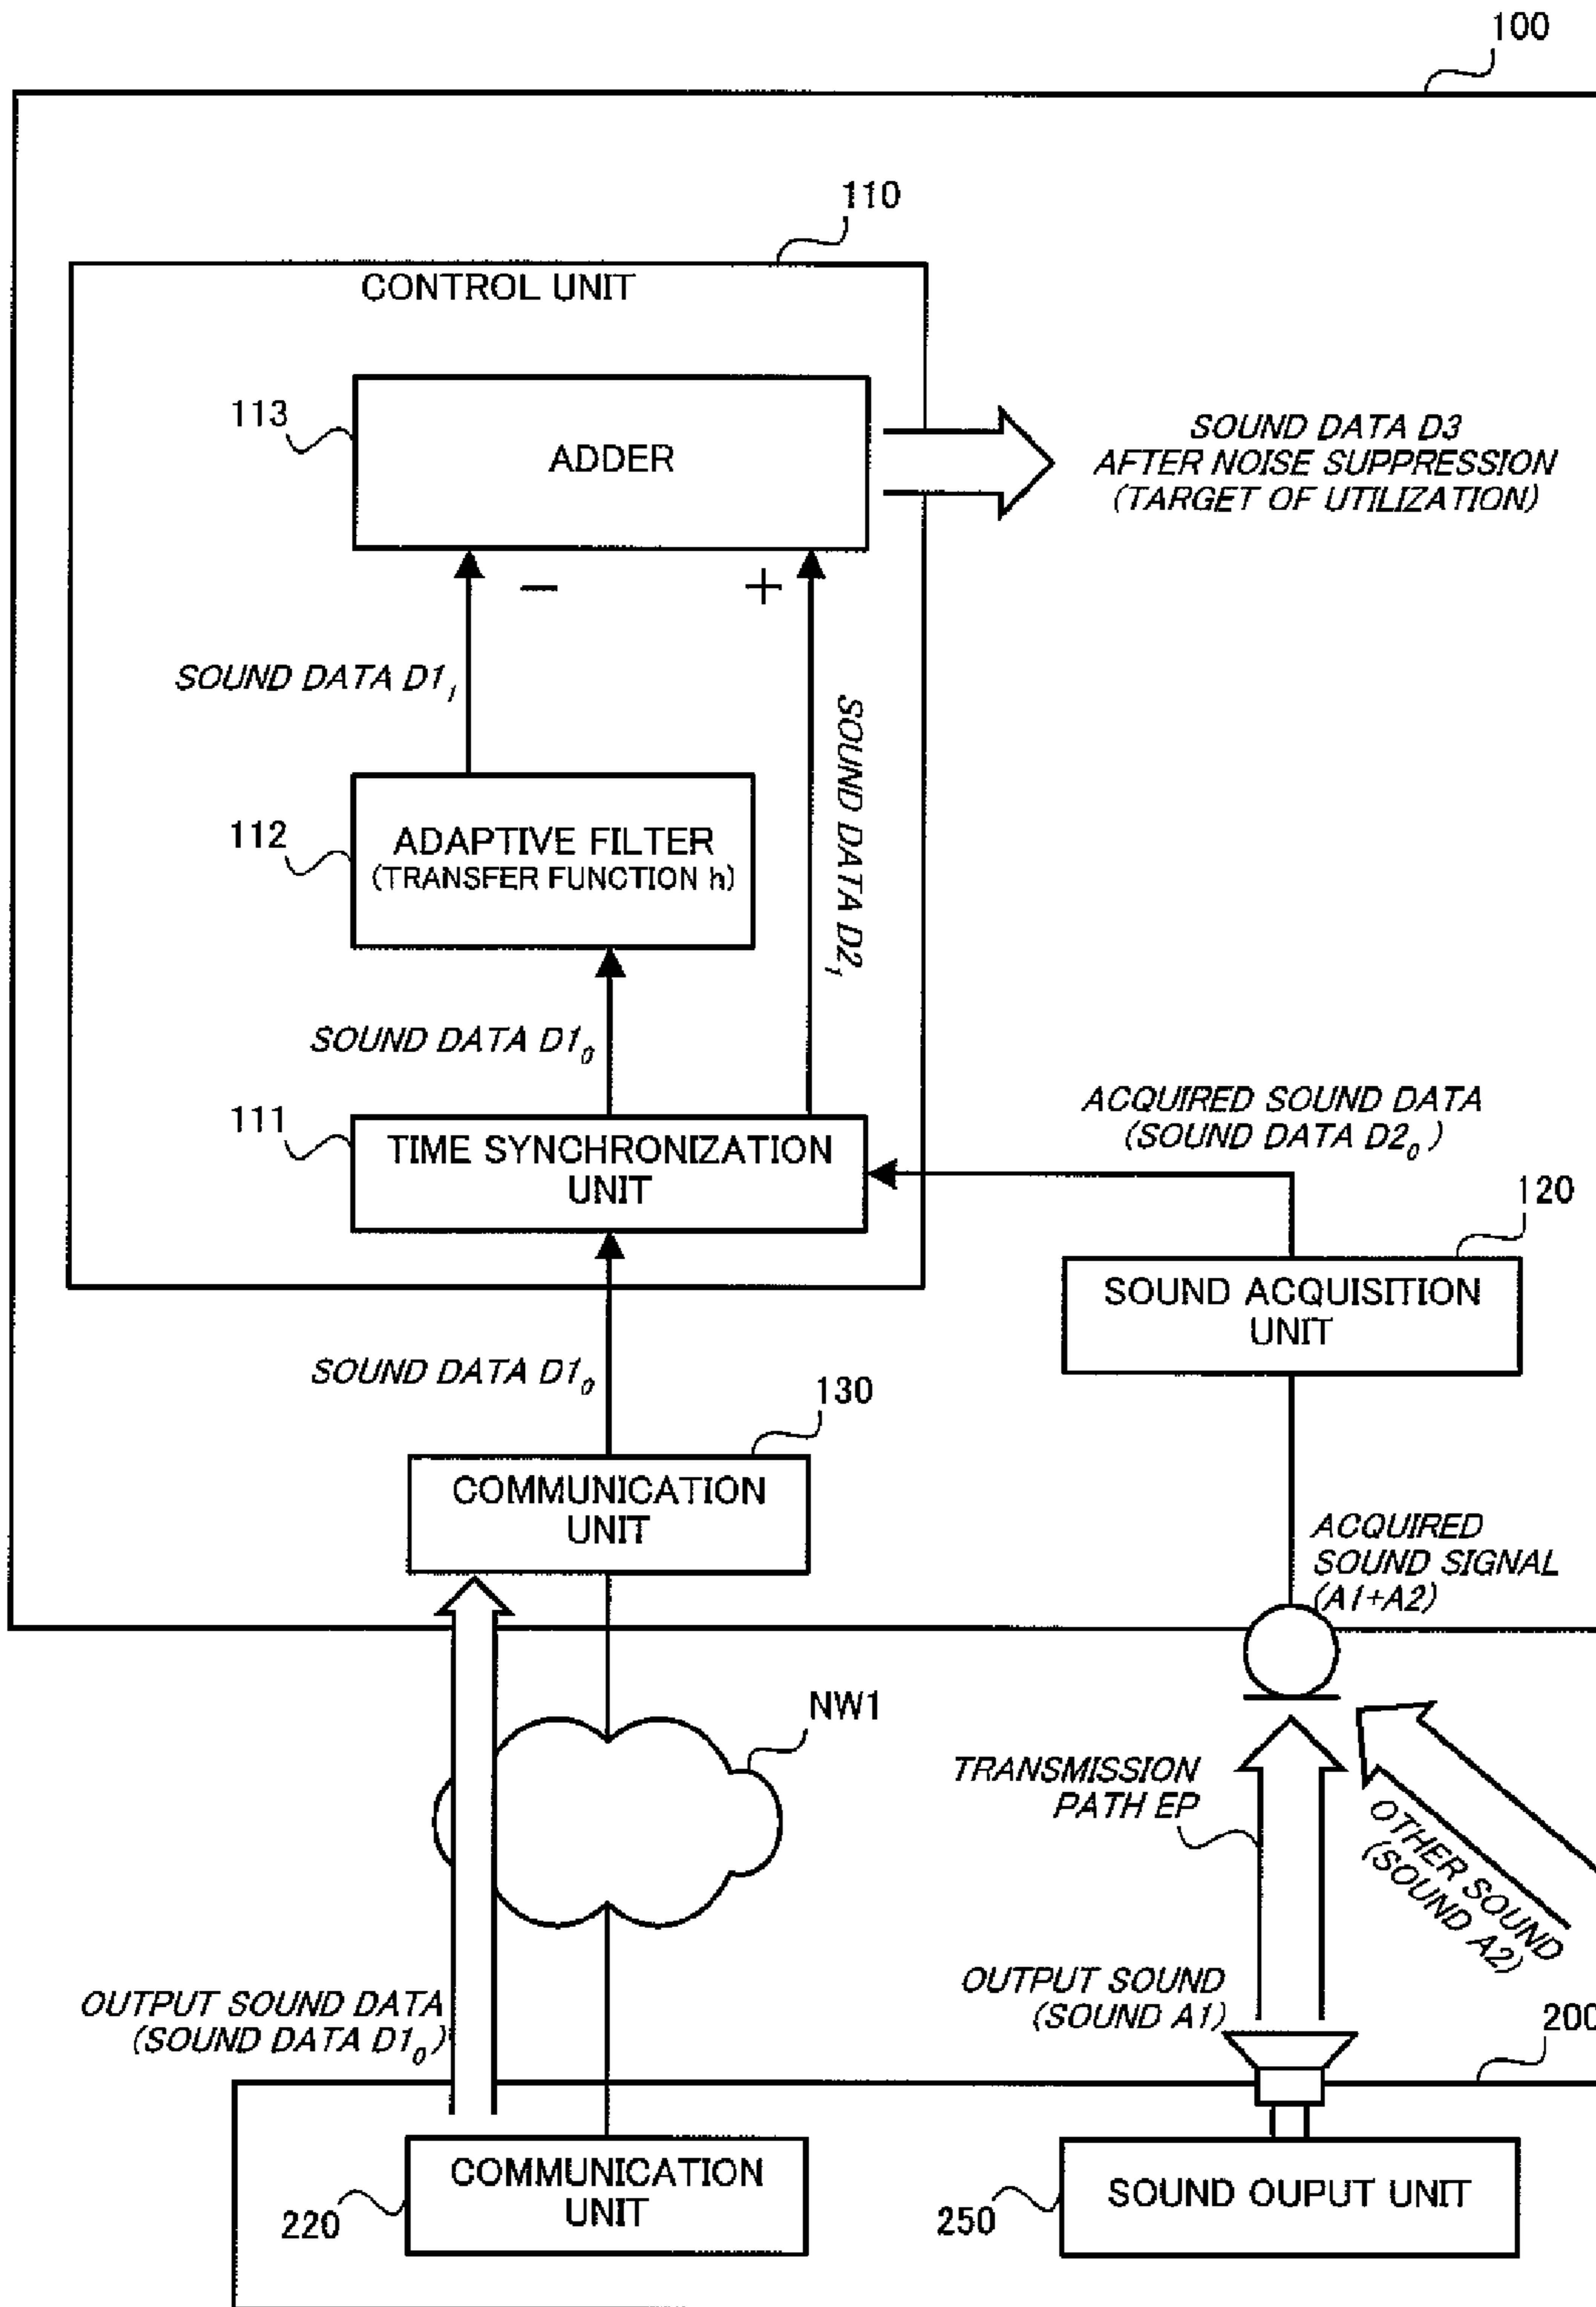 100
110
CONTROL UNIT
113
ADDER
SOUND DATA D3
AFTER NOISE SUPPRESSION
(TARGET OF UTILIZATION)
− +
SOUND DATA D1₁
SOUND DATA D2₁
112
ADAPTIVE FILTER
(TRANSFER FUNCTION h)
SOUND DATA D1₀
111
TIME SYNCHRONIZATION
UNIT
ACQUIRED SOUND DATA
(SOUND DATA D2₀)
120
SOUND ACQUISITION
UNIT
SOUND DATA D1₀
130
COMMUNICATION
UNIT
ACQUIRED
SOUND SIGNAL
(A1+A2)
NW1
TRANSMISSION
PATH EP
OTHER SOUND
(SOUND A2)
OUTPUT SOUND DATA
(SOUND DATA D1₀)
OUTPUT SOUND
(SOUND A1)
200
COMMUNICATION
UNIT
220
250
SOUND OUPUT UNIT